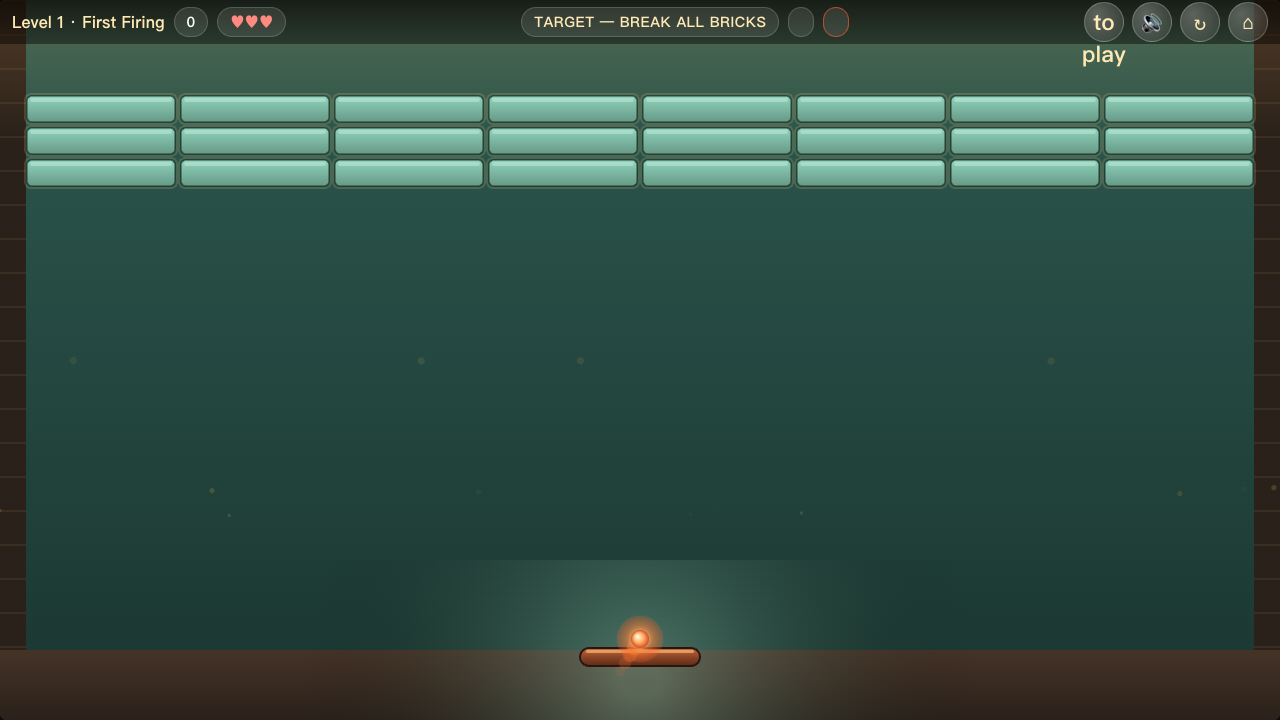 Level 1 · First Firing 0 ♥♥♥ TARGET — BREAK ALL BRICKS to
play